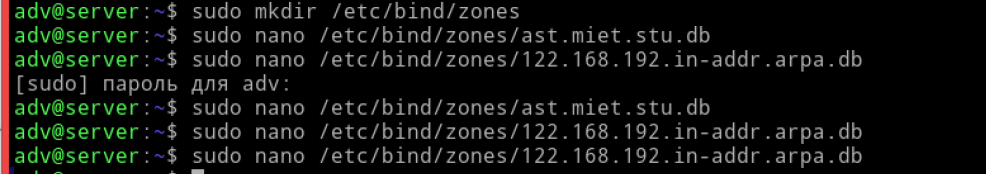 adv@server:~$ sudo mkdir /etc/bind/zones
adv@server:~$ sudo nano /etc/bind/zones/ast.miet.stu.db
adv@server:~$ sudo nano /etc/bind/zones/122.168.192.in-addr.arpa.db
[sudo] пароль для adv:
adv@server:~$ sudo nano /etc/bind/zones/ast.miet.stu.db
adv@server:~$ sudo nano /etc/bind/zones/122.168.192.in-addr.arpa.db
adv@server:~$ sudo nano /etc/bind/zones/122.168.192.in-addr.arpa.db
adv@server:~$